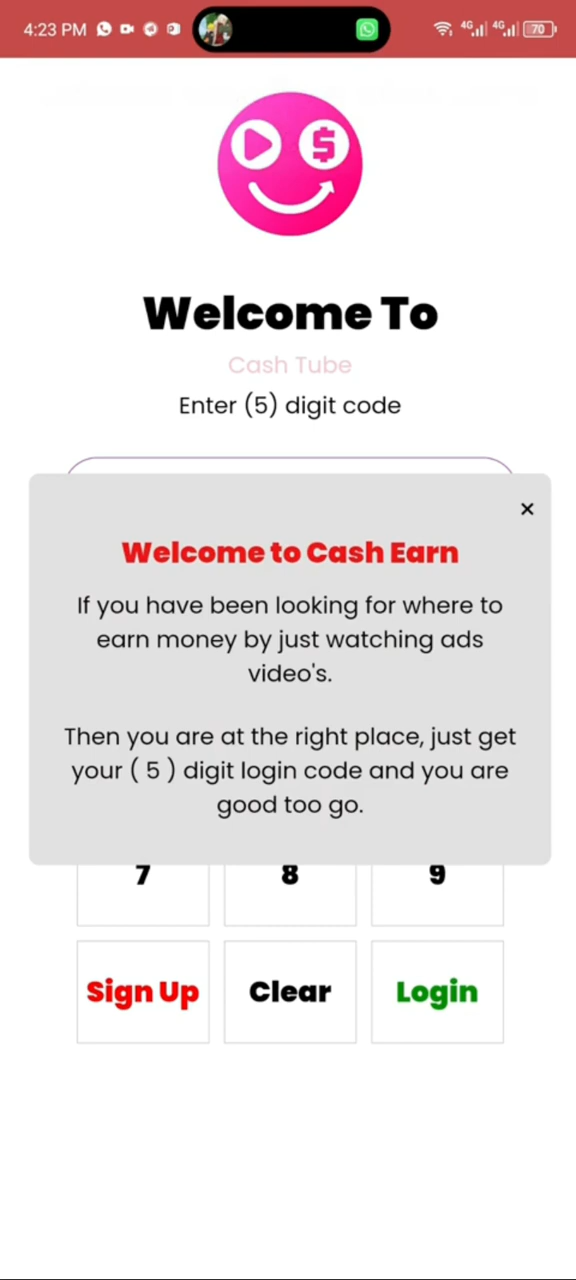 4:23 PM
4G 4G 70
$
Welcome To
Cash Tube
Enter (5) digit code
×
Welcome to Cash Earn
If you have been looking for where to
earn money by just watching ads
video's.
Then you are at the right place, just get
your ( 5 ) digit login code and you are
good too go.
7 8 9
Sign Up Clear Login